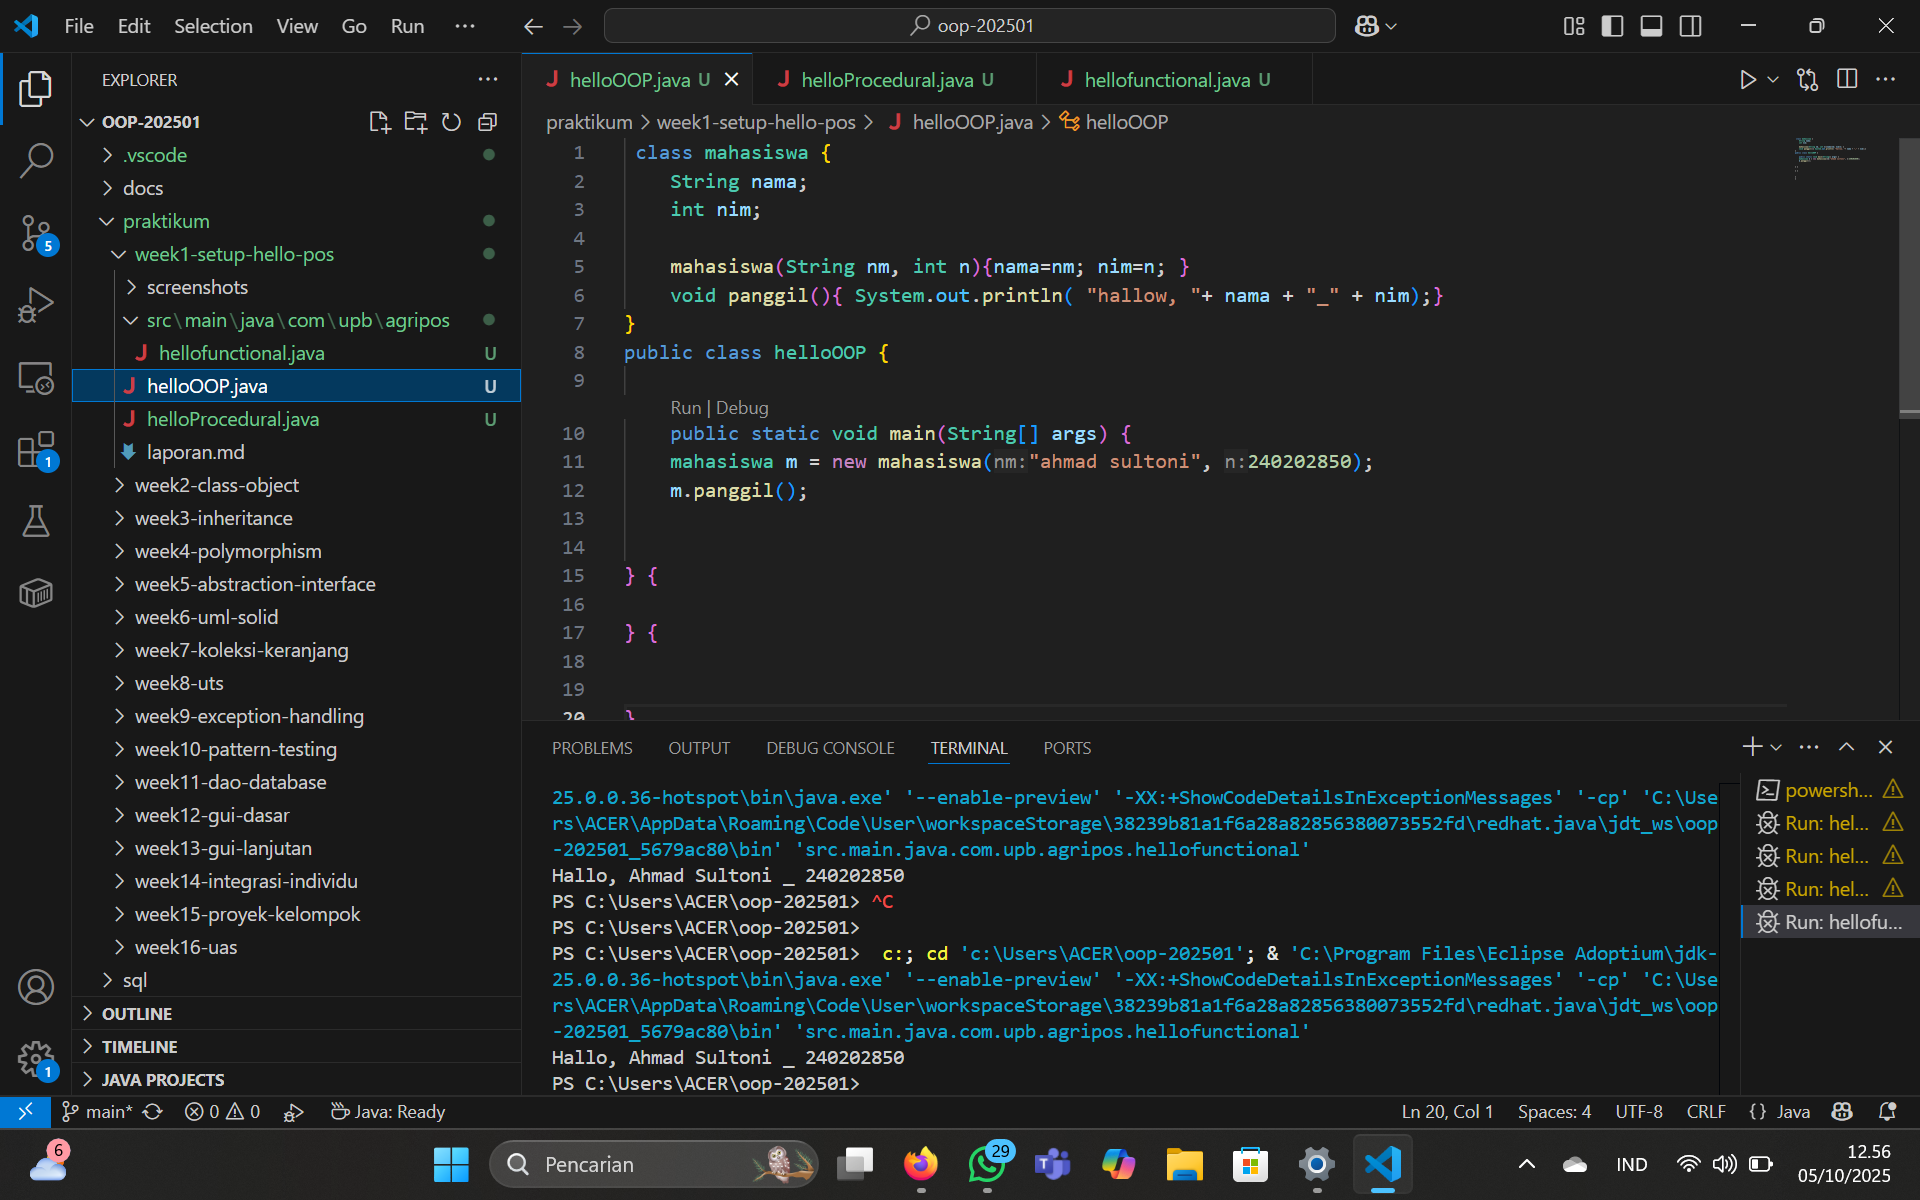 File Edit Selection View Go Run ··· oop-202501
EXPLORER ···
OOP-202501
.vscode
docs
praktikum
week1-setup-hello-pos
screenshots
src\main\java\com\upb\agripos
hellofunctional.java U
helloOOP.java U
helloProcedural.java U
laporan.md
week2-class-object
week3-inheritance
week4-polymorphism
week5-abstraction-interface
week6-uml-solid
week7-koleksi-keranjang
week8-uts
week9-exception-handling
week10-pattern-testing
week11-dao-database
week12-gui-dasar
week13-gui-lanjutan
week14-integrasi-individu
week15-proyek-kelompok
week16-uas
sql
OUTLINE
TIMELINE
JAVA PROJECTS
5
1
1
helloOOP.java U helloProcedural.java U hellofunctional.java U
praktikum > week1-setup-hello-pos > helloOOP.java > helloOOP
1 class mahasiswa {
2 String nama;
3 int nim;
4
5 mahasiswa(String nm, int n){nama=nm; nim=n; }
6 void panggil(){ System.out.println( "hallow, "+ nama + "_" + nim);}
7 }
8 public class helloOOP {
9
Run | Debug
10 public static void main(String[] args) {
11 mahasiswa m = new mahasiswa(nm:"ahmad sultoni", n:240202850);
12 m.panggil();
13
14
15 } {
16
17 } {
18
19
20 }
PROBLEMS OUTPUT DEBUG CONSOLE TERMINAL PORTS
25.0.0.36-hotspot\bin\java.exe' '--enable-preview' '-XX:+ShowCodeDetailsInExceptionMessages' '-cp' 'C:\Use
rs\ACER\AppData\Roaming\Code\User\workspaceStorage\38239b81a1f6a28a82856380073552fd\redhat.java\jdt_ws\oop
-202501_5679ac80\bin' 'src.main.java.com.upb.agripos.hellofunctional'
Hallo, Ahmad Sultoni _ 240202850
PS C:\Users\ACER\oop-202501> ^C
PS C:\Users\ACER\oop-202501>
PS C:\Users\ACER\oop-202501> c:; cd 'c:\Users\ACER\oop-202501'; & 'C:\Program Files\Eclipse Adoptium\jdk-
25.0.0.36-hotspot\bin\java.exe' '--enable-preview' '-XX:+ShowCodeDetailsInExceptionMessages' '-cp' 'C:\Use
rs\ACER\AppData\Roaming\Code\User\workspaceStorage\38239b81a1f6a28a82856380073552fd\redhat.java\jdt_ws\oop
-202501_5679ac80\bin' 'src.main.java.com.upb.agripos.hellofunctional'
Hallo, Ahmad Sultoni _ 240202850
PS C:\Users\ACER\oop-202501>
powersh...
Run: hel...
Run: hel...
Run: hel...
Run: hellofu...
main* 0 0 Java: Ready Ln 20, Col 1 Spaces: 4 UTF-8 CRLF {} Java
6 Pencarian 29 IND 12.56
05/10/2025